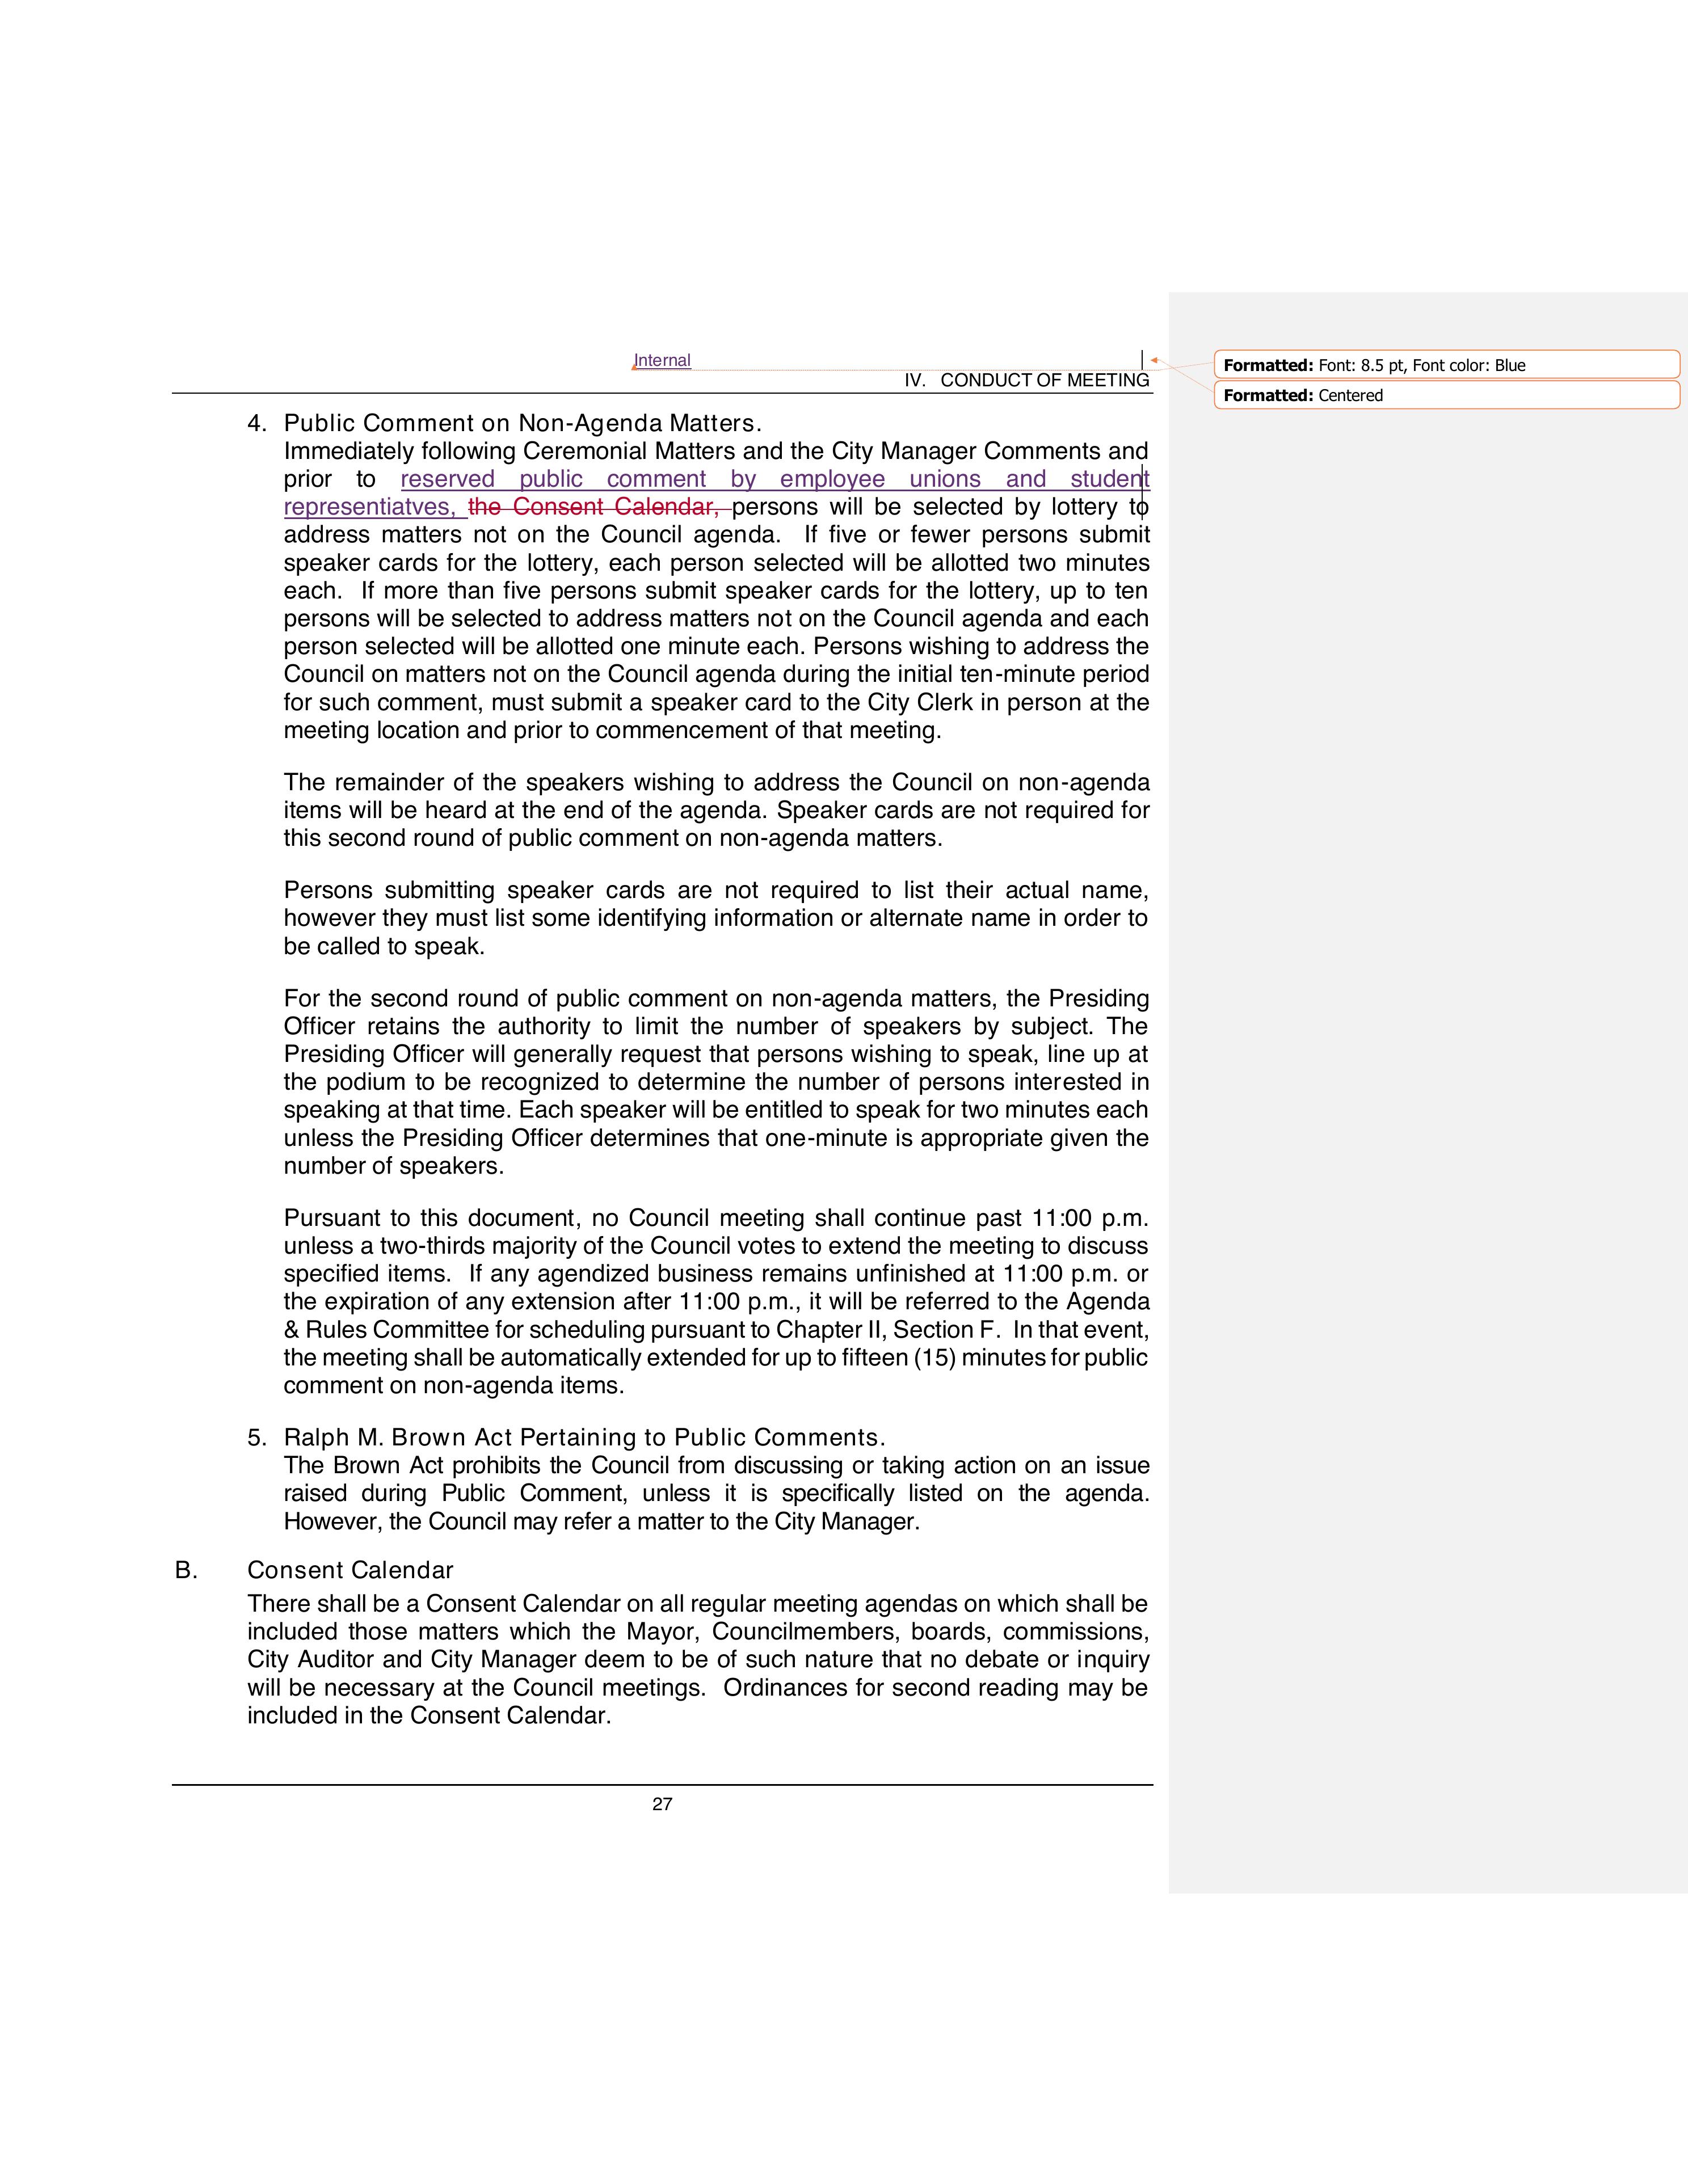 Internal
Formatted: Font: 8.5 pt, Font color: Blue
IV. CONDUCT OF MEETING
Formatted: Centered
4. Public Comment on Non-Agenda Matters.
Immediately following Ceremonial Matters and the City Manager Comments and
prior to reserved public comment by employee unions and student
representiatves, the Consent Calendar, persons will be selected by lottery to
address matters not on the Council agenda. If five or fewer persons submit
speaker cards for the lottery, each person selected will be allotted two minutes
each. If more than five persons submit speaker cards for the lottery, up to ten
persons will be selected to address matters not on the Council agenda and each
person selected will be allotted one minute each. Persons wishing to address the
Council on matters not on the Council agenda during the initial ten-minute period
for such comment, must submit a speaker card to the City Clerk in person at the
meeting location and prior to commencement of that meeting.
The remainder of the speakers wishing to address the Council on non-agenda
items will be heard at the end of the agenda. Speaker cards are not required for
this second round of public comment on non-agenda matters.
Persons submitting speaker cards are not required to list their actual name,
however they must list some identifying information or alternate name in order to
be called to speak.
For the second round of public comment on non-agenda matters, the Presiding
Officer retains the authority to limit the number of speakers by subject. The
Presiding Officer will generally request that persons wishing to speak, line up at
the podium to be recognized to determine the number of persons interested in
speaking at that time. Each speaker will be entitled to speak for two minutes each
unless the Presiding Officer determines that one-minute is appropriate given the
number of speakers.
Pursuant to this document, no Council meeting shall continue past 11:00 p.m.
unless a two-thirds majority of the Council votes to extend the meeting to discuss
specified items. If any agendized business remains unfinished at 11:00 p.m. or
the expiration of any extension after 11:00 p.m., it will be referred to the Agenda
& Rules Committee for scheduling pursuant to Chapter II, Section F. In that event,
the meeting shall be automatically extended for up to fifteen (15) minutes for public
comment on non-agenda items.
5. Ralph M. Brown Act Pertaining to Public Comments.
The Brown Act prohibits the Council from discussing or taking action on an issue
raised during Public Comment, unless it is specifically listed on the agenda.
However, the Council may refer a matter to the City Manager.
B. Consent Calendar
There shall be a Consent Calendar on all regular meeting agendas on which shall be
included those matters which the Mayor, Councilmembers, boards, commissions,
City Auditor and City Manager deem to be of such nature that no debate or inquiry
will be necessary at the Council meetings. Ordinances for second reading may be
included in the Consent Calendar.
27